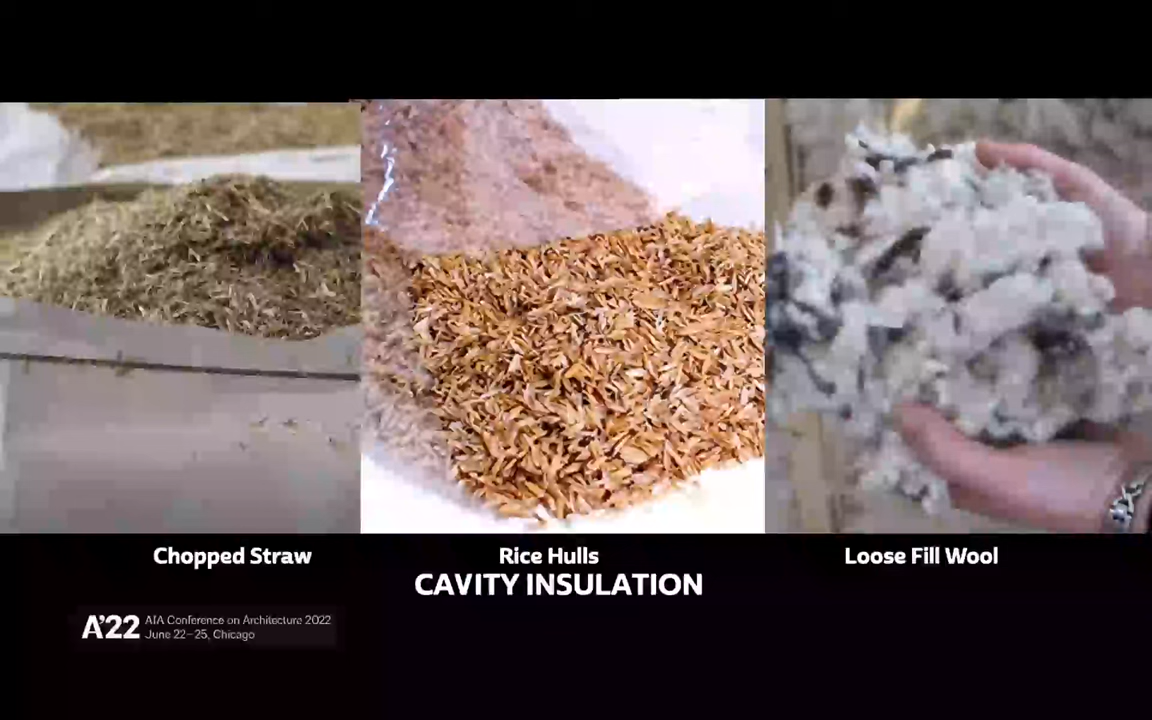 Chopped Straw
Rice Hulls
Loose Fill Wool
CAVITY INSULATION
A'22
AIA Conference on Architecture 2022
June 22–25, Chicago